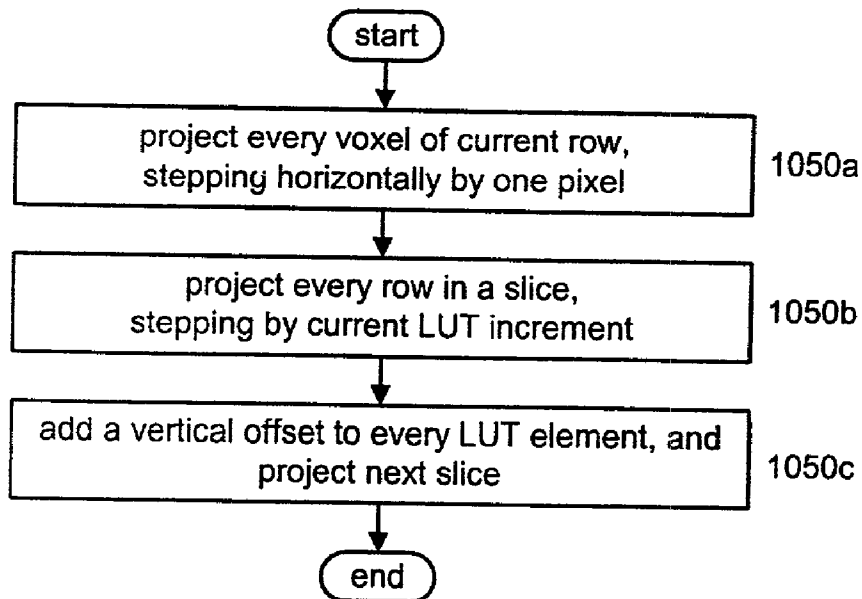 start
project every voxel of current row,
stepping horizontally by one pixel
1050a
project every row in a slice,
stepping by current LUT increment
1050b
add a vertical offset to every LUT element, and
project next slice
1050c
end